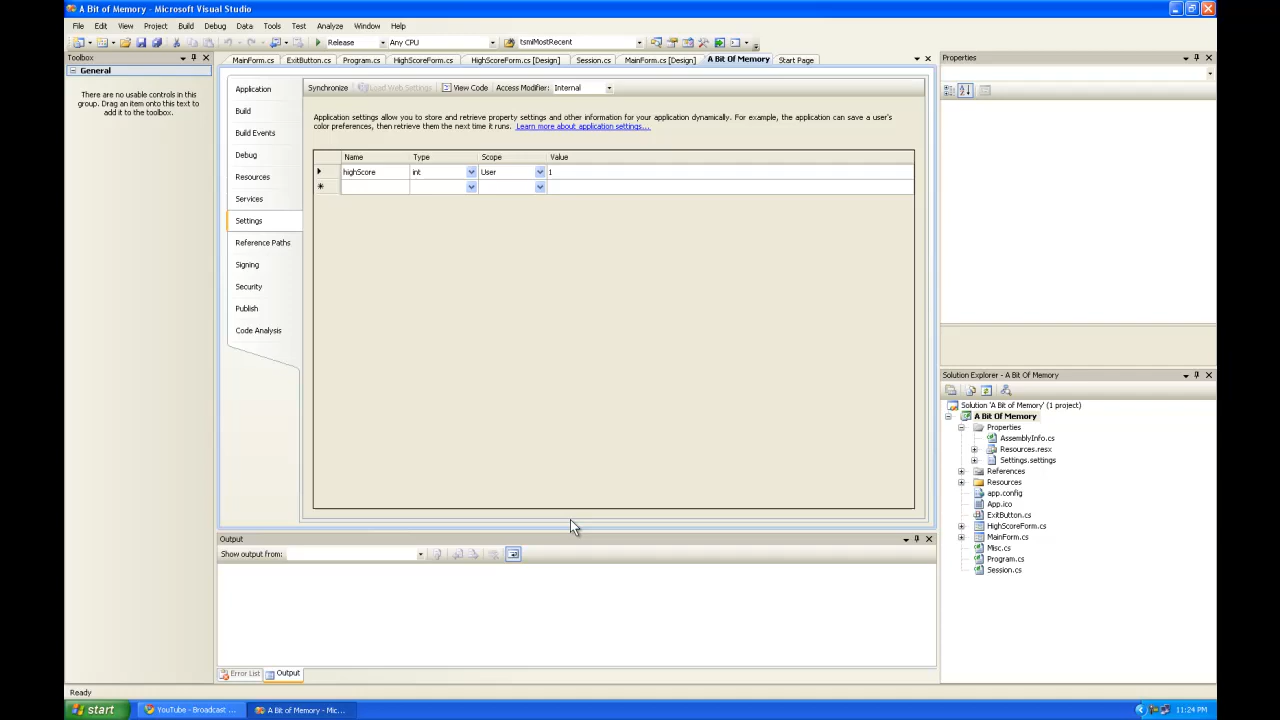 A Bit of Memory - Microsoft Visual Studio
File Edit View Project Build Debug Data Tools Test Analyze Window Help
Release Any CPU tsmiMostRecent
Toolbox
General
There are no usable controls in this
group. Drag an item onto this text to
add it to the toolbox.
MainForm.cs ExitButton.cs Program.cs HighScoreForm.cs HighScoreForm.cs [Design] Session.cs MainForm.cs [Design] A Bit Of Memory Start Page
Application
Build
Build Events
Debug
Resources
Services
Settings
Reference Paths
Signing
Security
Publish
Code Analysis
Synchronize Load Web Settings View Code Access Modifier: Internal
Application settings allow you to store and retrieve property settings and other information for your application dynamically. For example, the application can save a user's
color preferences, then retrieve them the next time it runs. Learn more about application settings...
Name Type Scope Value
highScore int User 1
Output
Show output from:
Error List Output
Properties
Solution Explorer - A Bit Of Memory
Solution 'A Bit of Memory' (1 project)
A Bit Of Memory
Properties
AssemblyInfo.cs
Resources.resx
Settings.settings
References
Resources
app.config
App.ico
ExitButton.cs
HighScoreForm.cs
MainForm.cs
Misc.cs
Program.cs
Session.cs
Ready
start YouTube - Broadcast ... A Bit of Memory - Mic... 11:24 PM